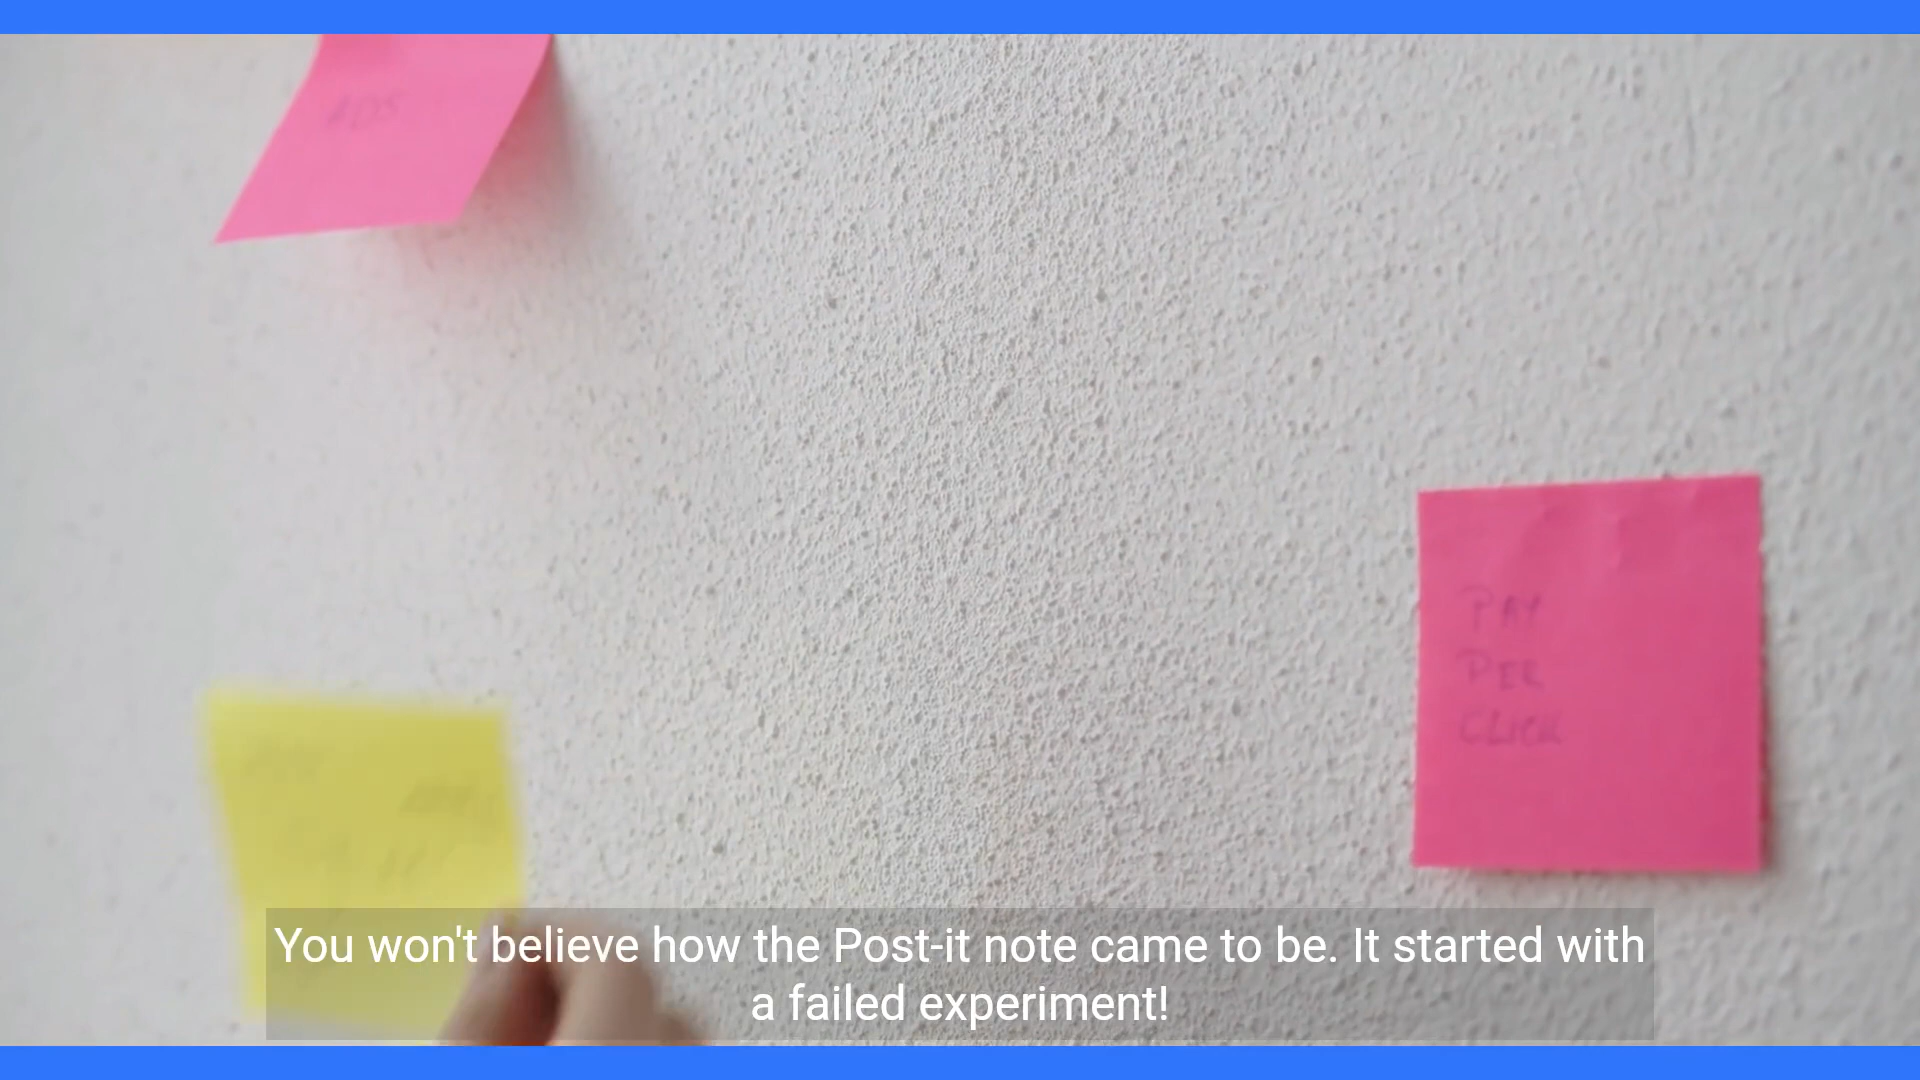 ADS
PAY
PER
CLICK
You won't believe how the Post-it note came to be. It started with
a failed experiment!